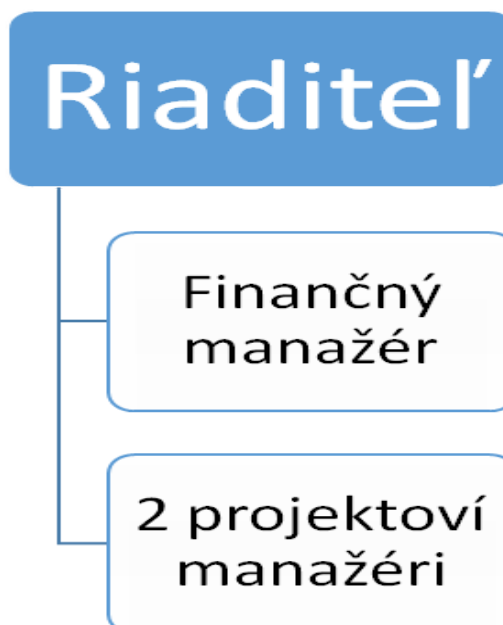 Riaditeľ
Finančný
manažér
2 projektoví
manažéri